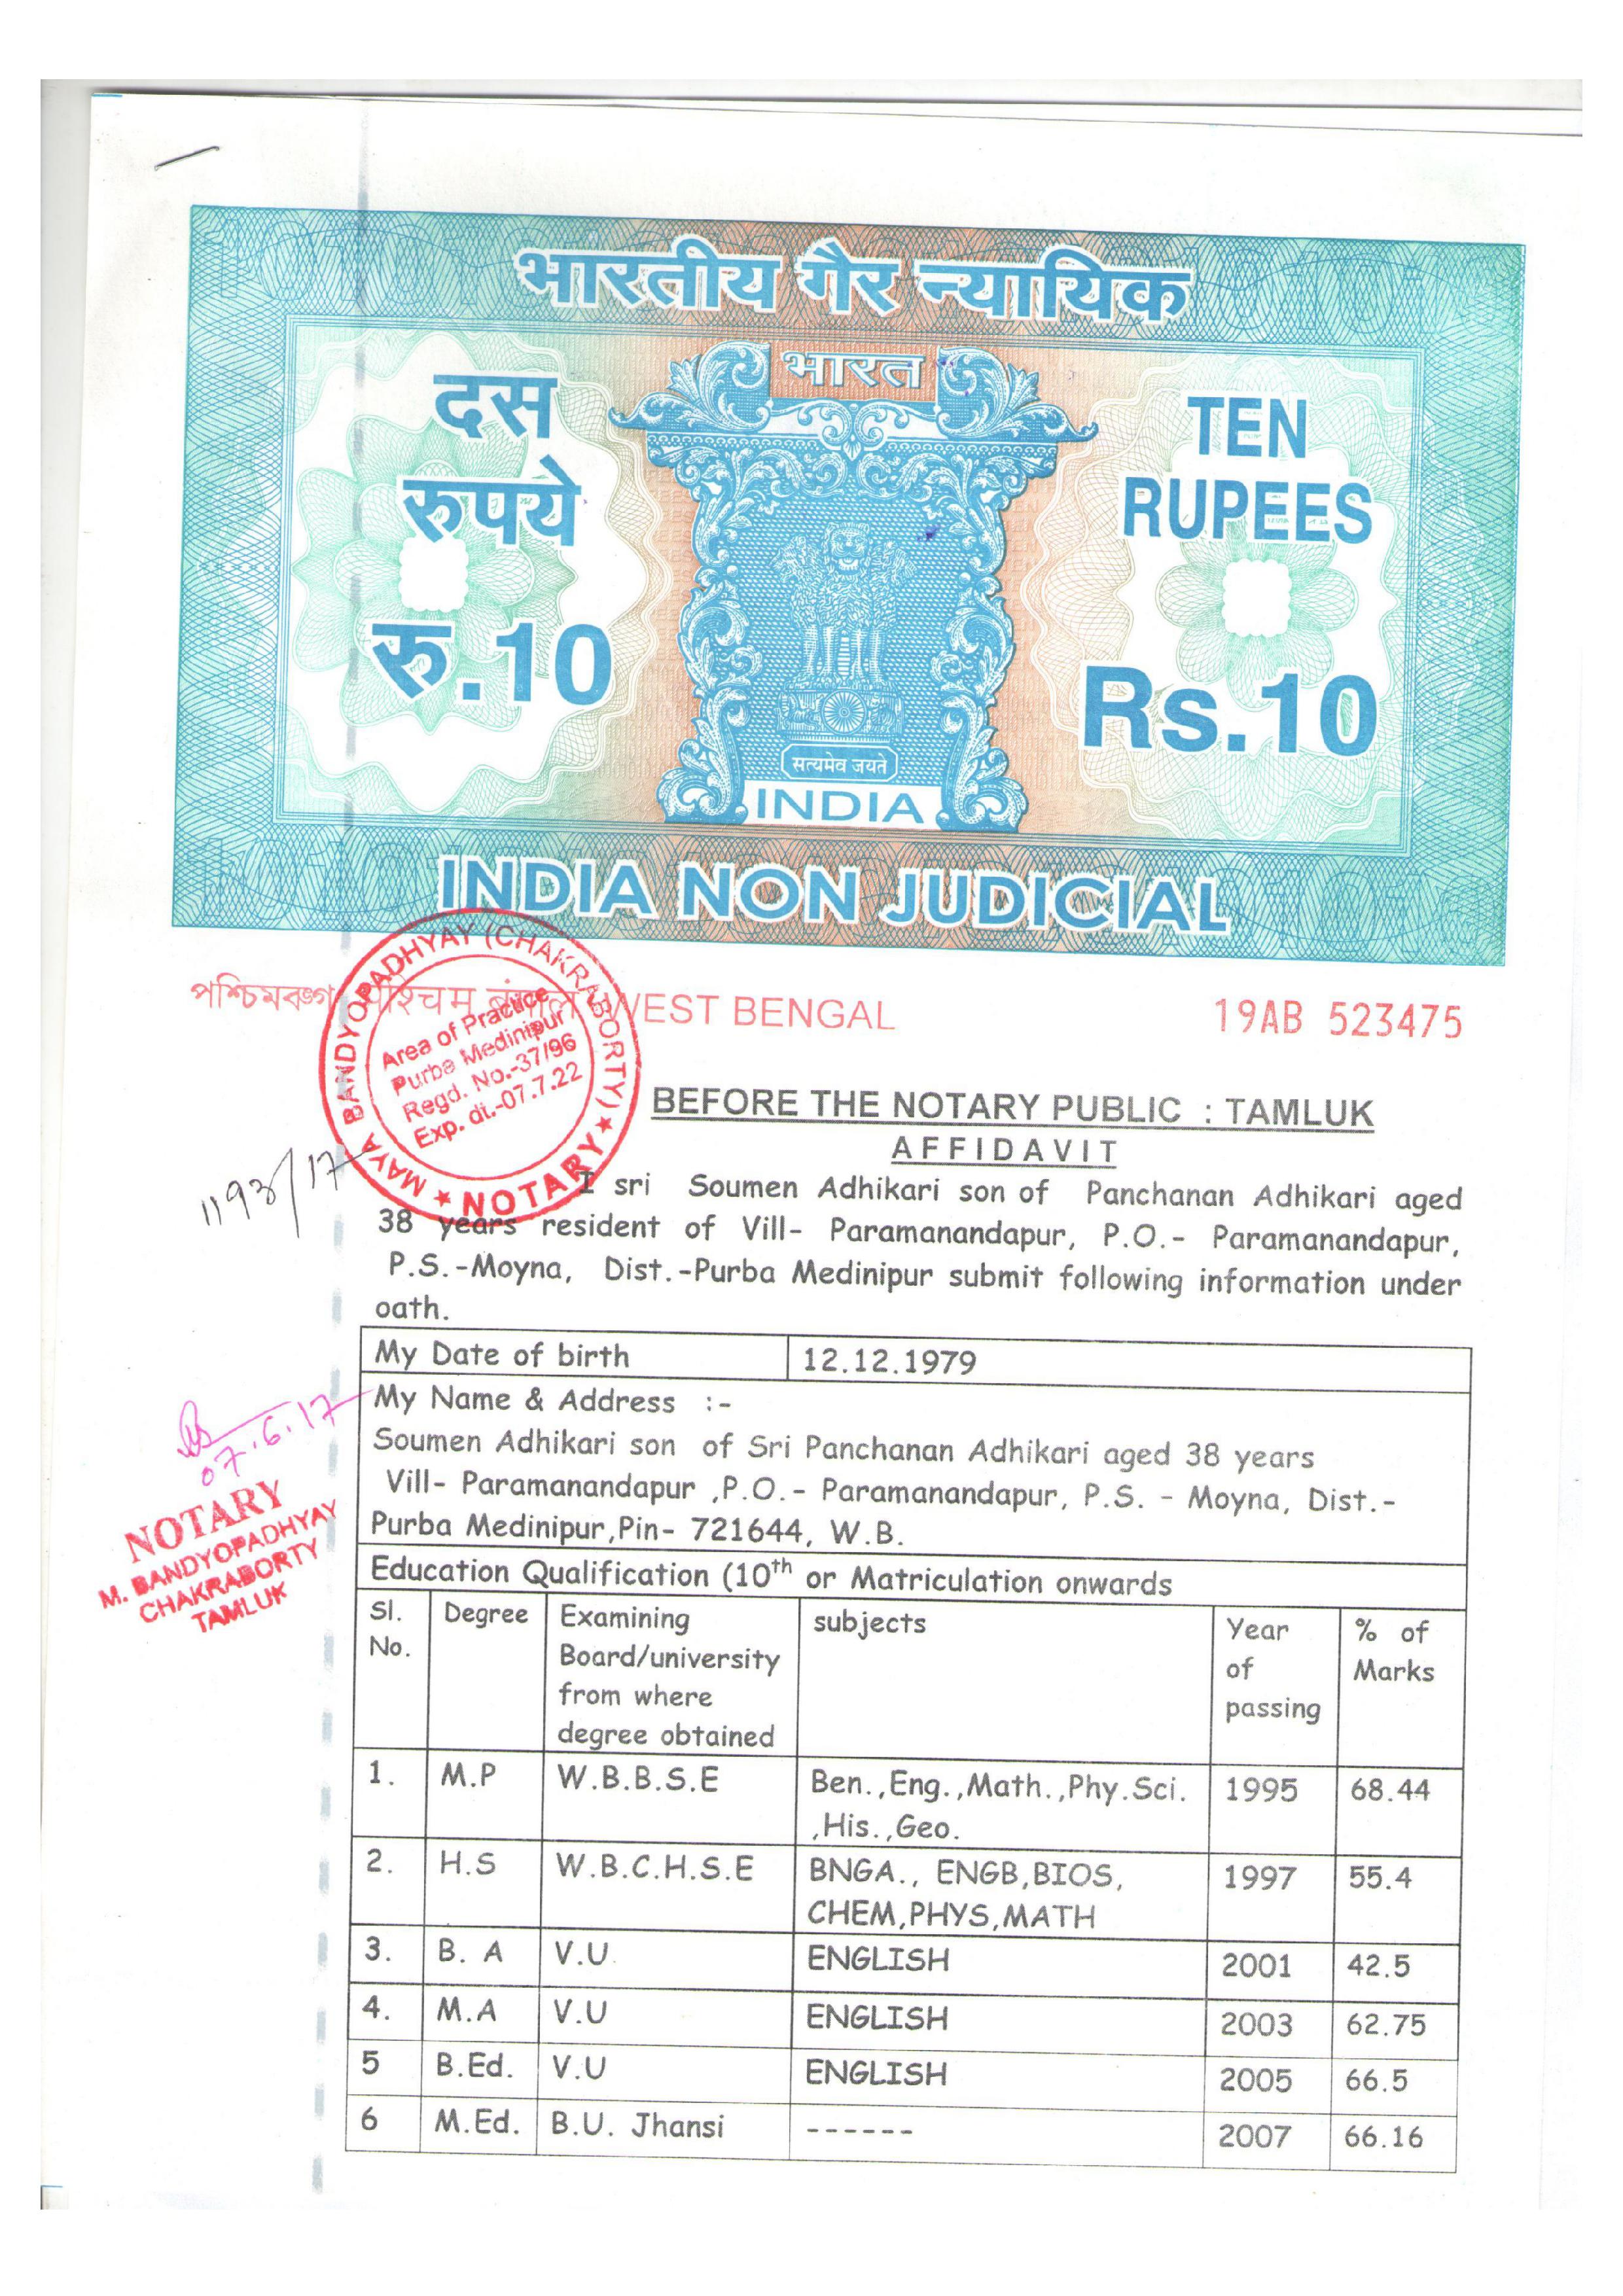 भारतीय गैर न्यायिक
भारत
दस
रुपये
रु.10
TEN
RUPEES
Rs.10
सत्यमेव जयते
INDIA
INDIA NON JUDICIAL
পশ্চিমবঙ্গ पश्चिम बंगाल WEST BENGAL
19AB 523475
MAYA BANDYOPADHYAY (CHAKRABORTY) ★ NOTARY ★
Area of Practice
Purba Medinipur
Regd. No.-37/96
Exp. dt.-07.7.22
BEFORE THE NOTARY PUBLIC : TAMLUK
AFFIDAVIT
1193/17
I sri Soumen Adhikari son of Panchanan Adhikari aged
38 years resident of Vill- Paramanandapur, P.O.- Paramanandapur,
P.S.-Moyna, Dist.-Purba Medinipur submit following information under
oath.
My Date of birth 12.12.1979
My Name & Address :-
Soumen Adhikari son of Sri Panchanan Adhikari aged 38 years
Vill- Paramanandapur ,P.O.- Paramanandapur, P.S. - Moyna, Dist.-
Purba Medinipur,Pin- 721644, W.B.
07.6.17
NOTARY
M. BANDYOPADHYAY
CHAKRABORTY
TAMLUK
Education Qualification (10th or Matriculation onwards
Sl. No. Degree Examining Board/university from where degree obtained subjects Year of passing % of Marks
1. M.P W.B.B.S.E Ben.,Eng.,Math.,Phy.Sci. ,His.,Geo. 1995 68.44
2. H.S W.B.C.H.S.E BNGA., ENGB,BIOS, CHEM,PHYS,MATH 1997 55.4
3. B. A V.U. ENGLISH 2001 42.5
4. M.A V.U ENGLISH 2003 62.75
5 B.Ed. V.U ENGLISH 2005 66.5
6 M.Ed. B.U. Jhansi ------ 2007 66.16